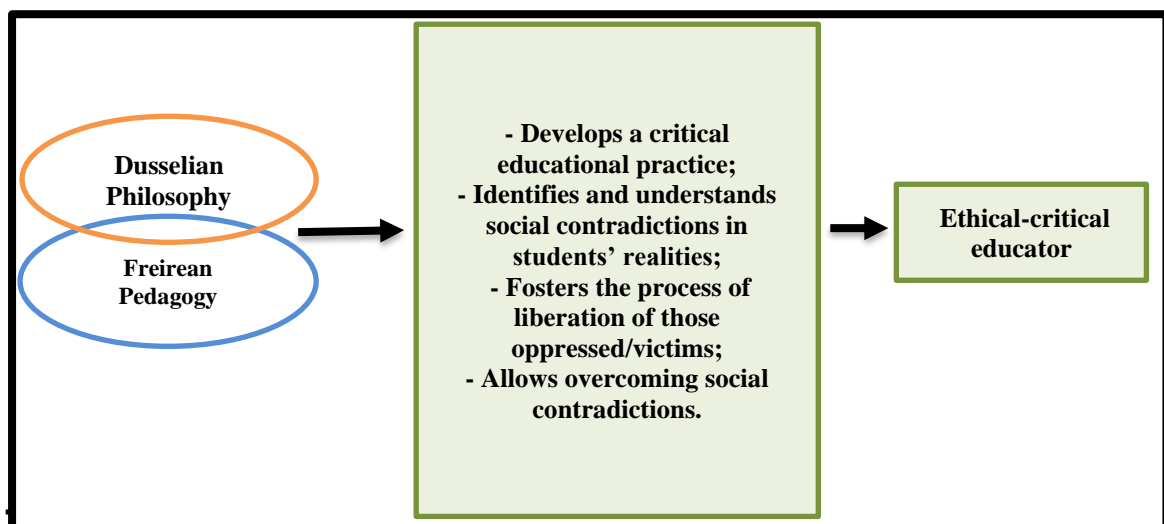 Dusselian
Philosophy
Freirean
Pedagogy
- Develops a critical
educational practice;
- Identifies and understands
social contradictions in
students’ realities;
- Fosters the process of
liberation of those
oppressed/victims;
- Allows overcoming social
contradictions.
Ethical-critical
educator